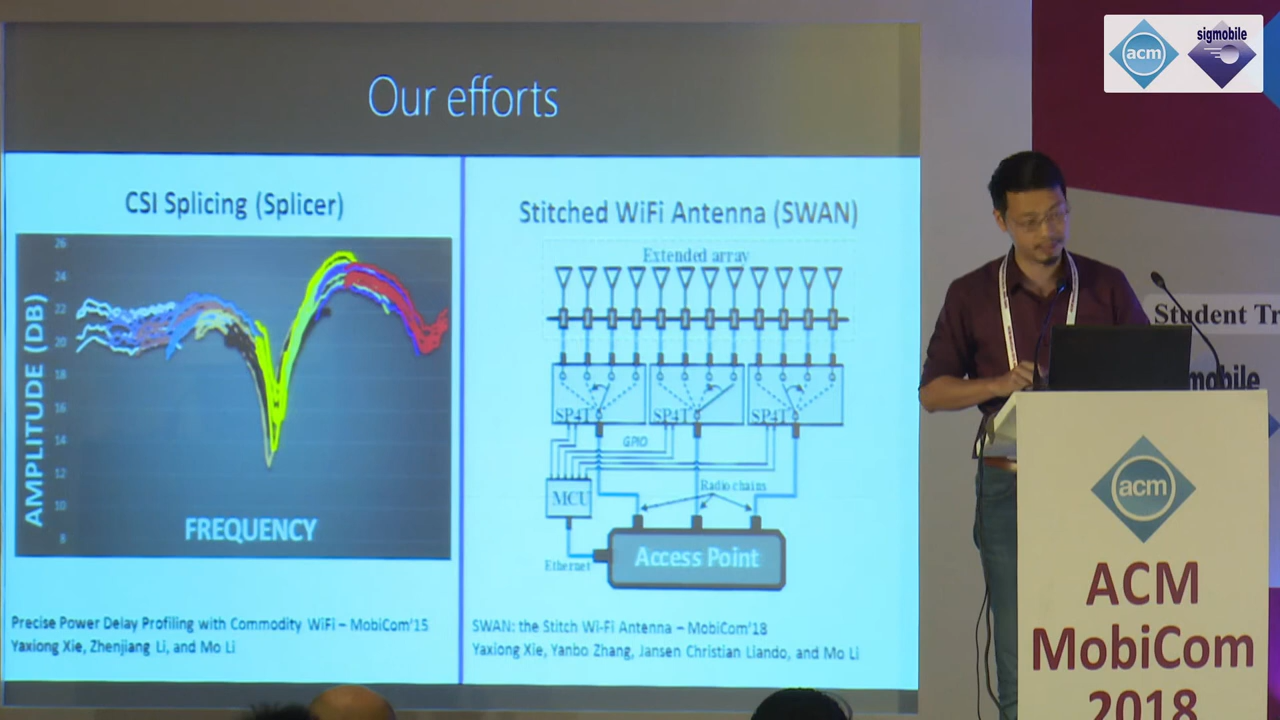 Our efforts
CSI Splicing (Splicer)
26
24
22
20
18
16
14
12
10
8
AMPLITUDE (DB)
FREQUENCY
Precise Power Delay Profiling with Commodity WiFi – MobiCom'15
Yaxiong Xie, Zhenjiang Li, and Mo Li
Stitched WiFi Antenna (SWAN)
Extended array
SP4T SP4T SP4T
GPIO
MCU
Radio chains
Access Point
Ethernet
SWAN: the Stitch Wi-Fi Antenna – MobiCom'18
Yaxiong Xie, Yanbo Zhang, Jansen Christian Liando, and Mo Li
acm sigmobile
Student Tr
mobile
acm
ACM
MobiCom
2018